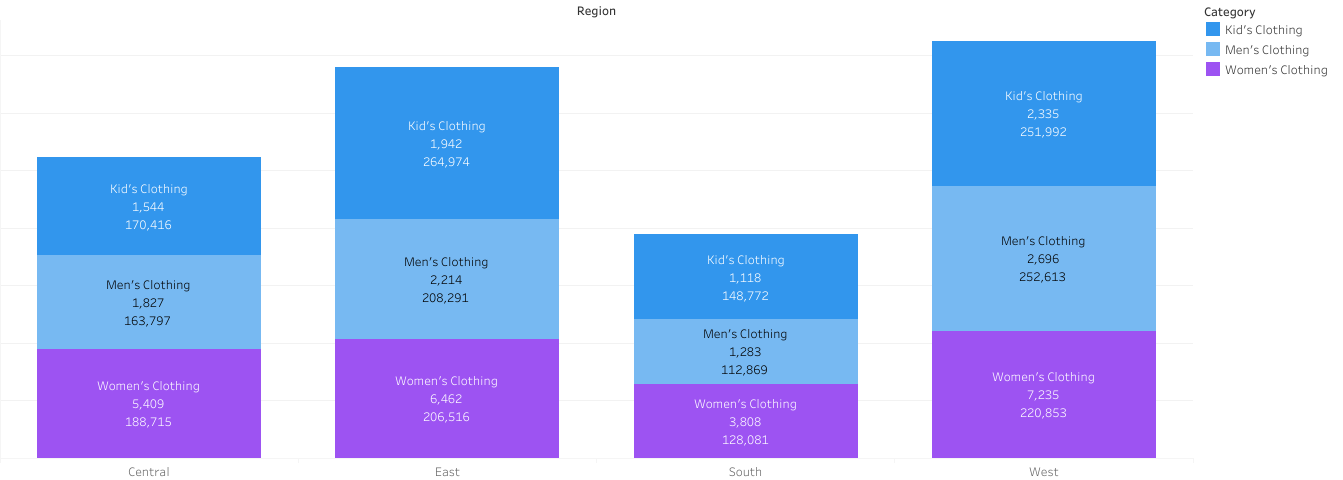 Region
Category
Kid's Clothing
Men's Clothing
Women's Clothing
Kid's Clothing
1,544
170,416
Men's Clothing
1,827
163,797
Women's Clothing
5,409
188,715
Kid's Clothing
1,942
264,974
Men's Clothing
2,214
208,291
Women's Clothing
6,462
206,516
Kid's Clothing
1,118
148,772
Men's Clothing
1,283
112,869
Women's Clothing
3,808
128,081
Kid's Clothing
2,335
251,992
Men's Clothing
2,696
252,613
Women's Clothing
7,235
220,853
Central
East
South
West